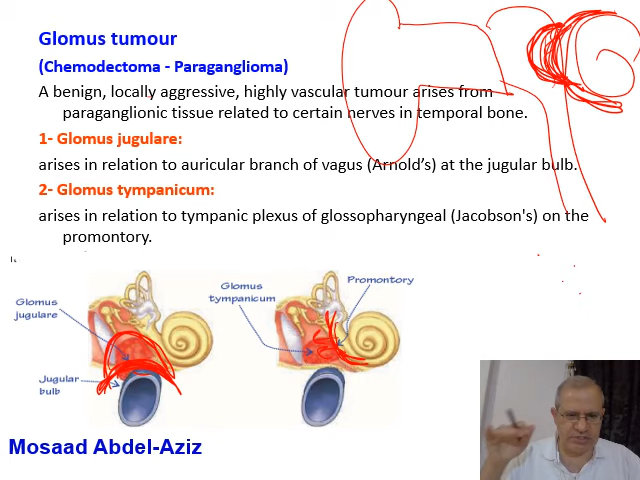 Glomus tumour
(Chemodectoma - Paraganglioma)
A benign, locally aggressive, highly vascular tumour arises from
paraganglionic tissue related to certain nerves in temporal bone.
1- Glomus jugulare:
arises in relation to auricular branch of vagus (Arnold’s) at the jugular bulb.
2- Glomus tympanicum:
arises in relation to tympanic plexus of glossopharyngeal (Jacobson's) on the
promontory.
Glomus
jugulare
Jugular
bulb
Glomus
tympanicum
Promontory
Mosaad Abdel-Aziz